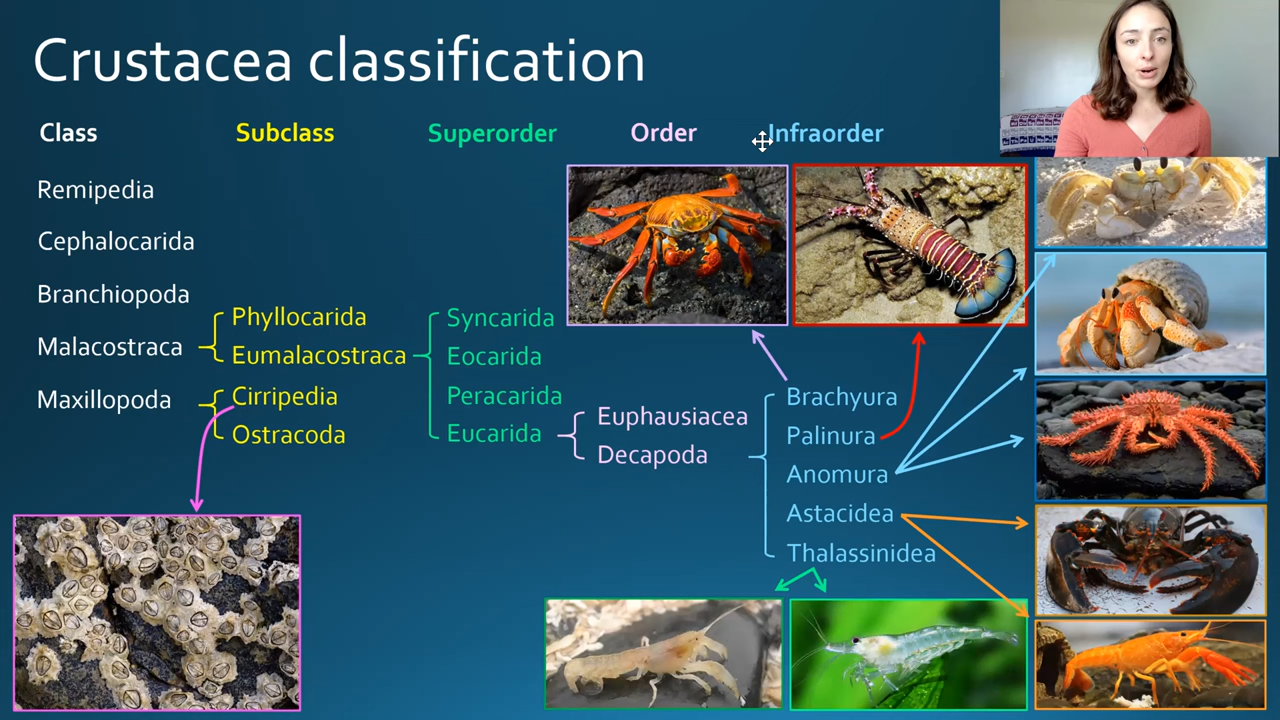 Crustacea classification
Class
Subclass
Superorder
Order
Infraorder
Remipedia
Cephalocarida
Branchiopoda
Malacostraca
Maxillopoda
Phyllocarida
Eumalacostraca
Cirripedia
Ostracoda
Syncarida
Eocarida
Peracarida
Eucarida
Euphausiacea
Decapoda
Brachyura
Palinura
Anomura
Astacidea
Thalassinidea